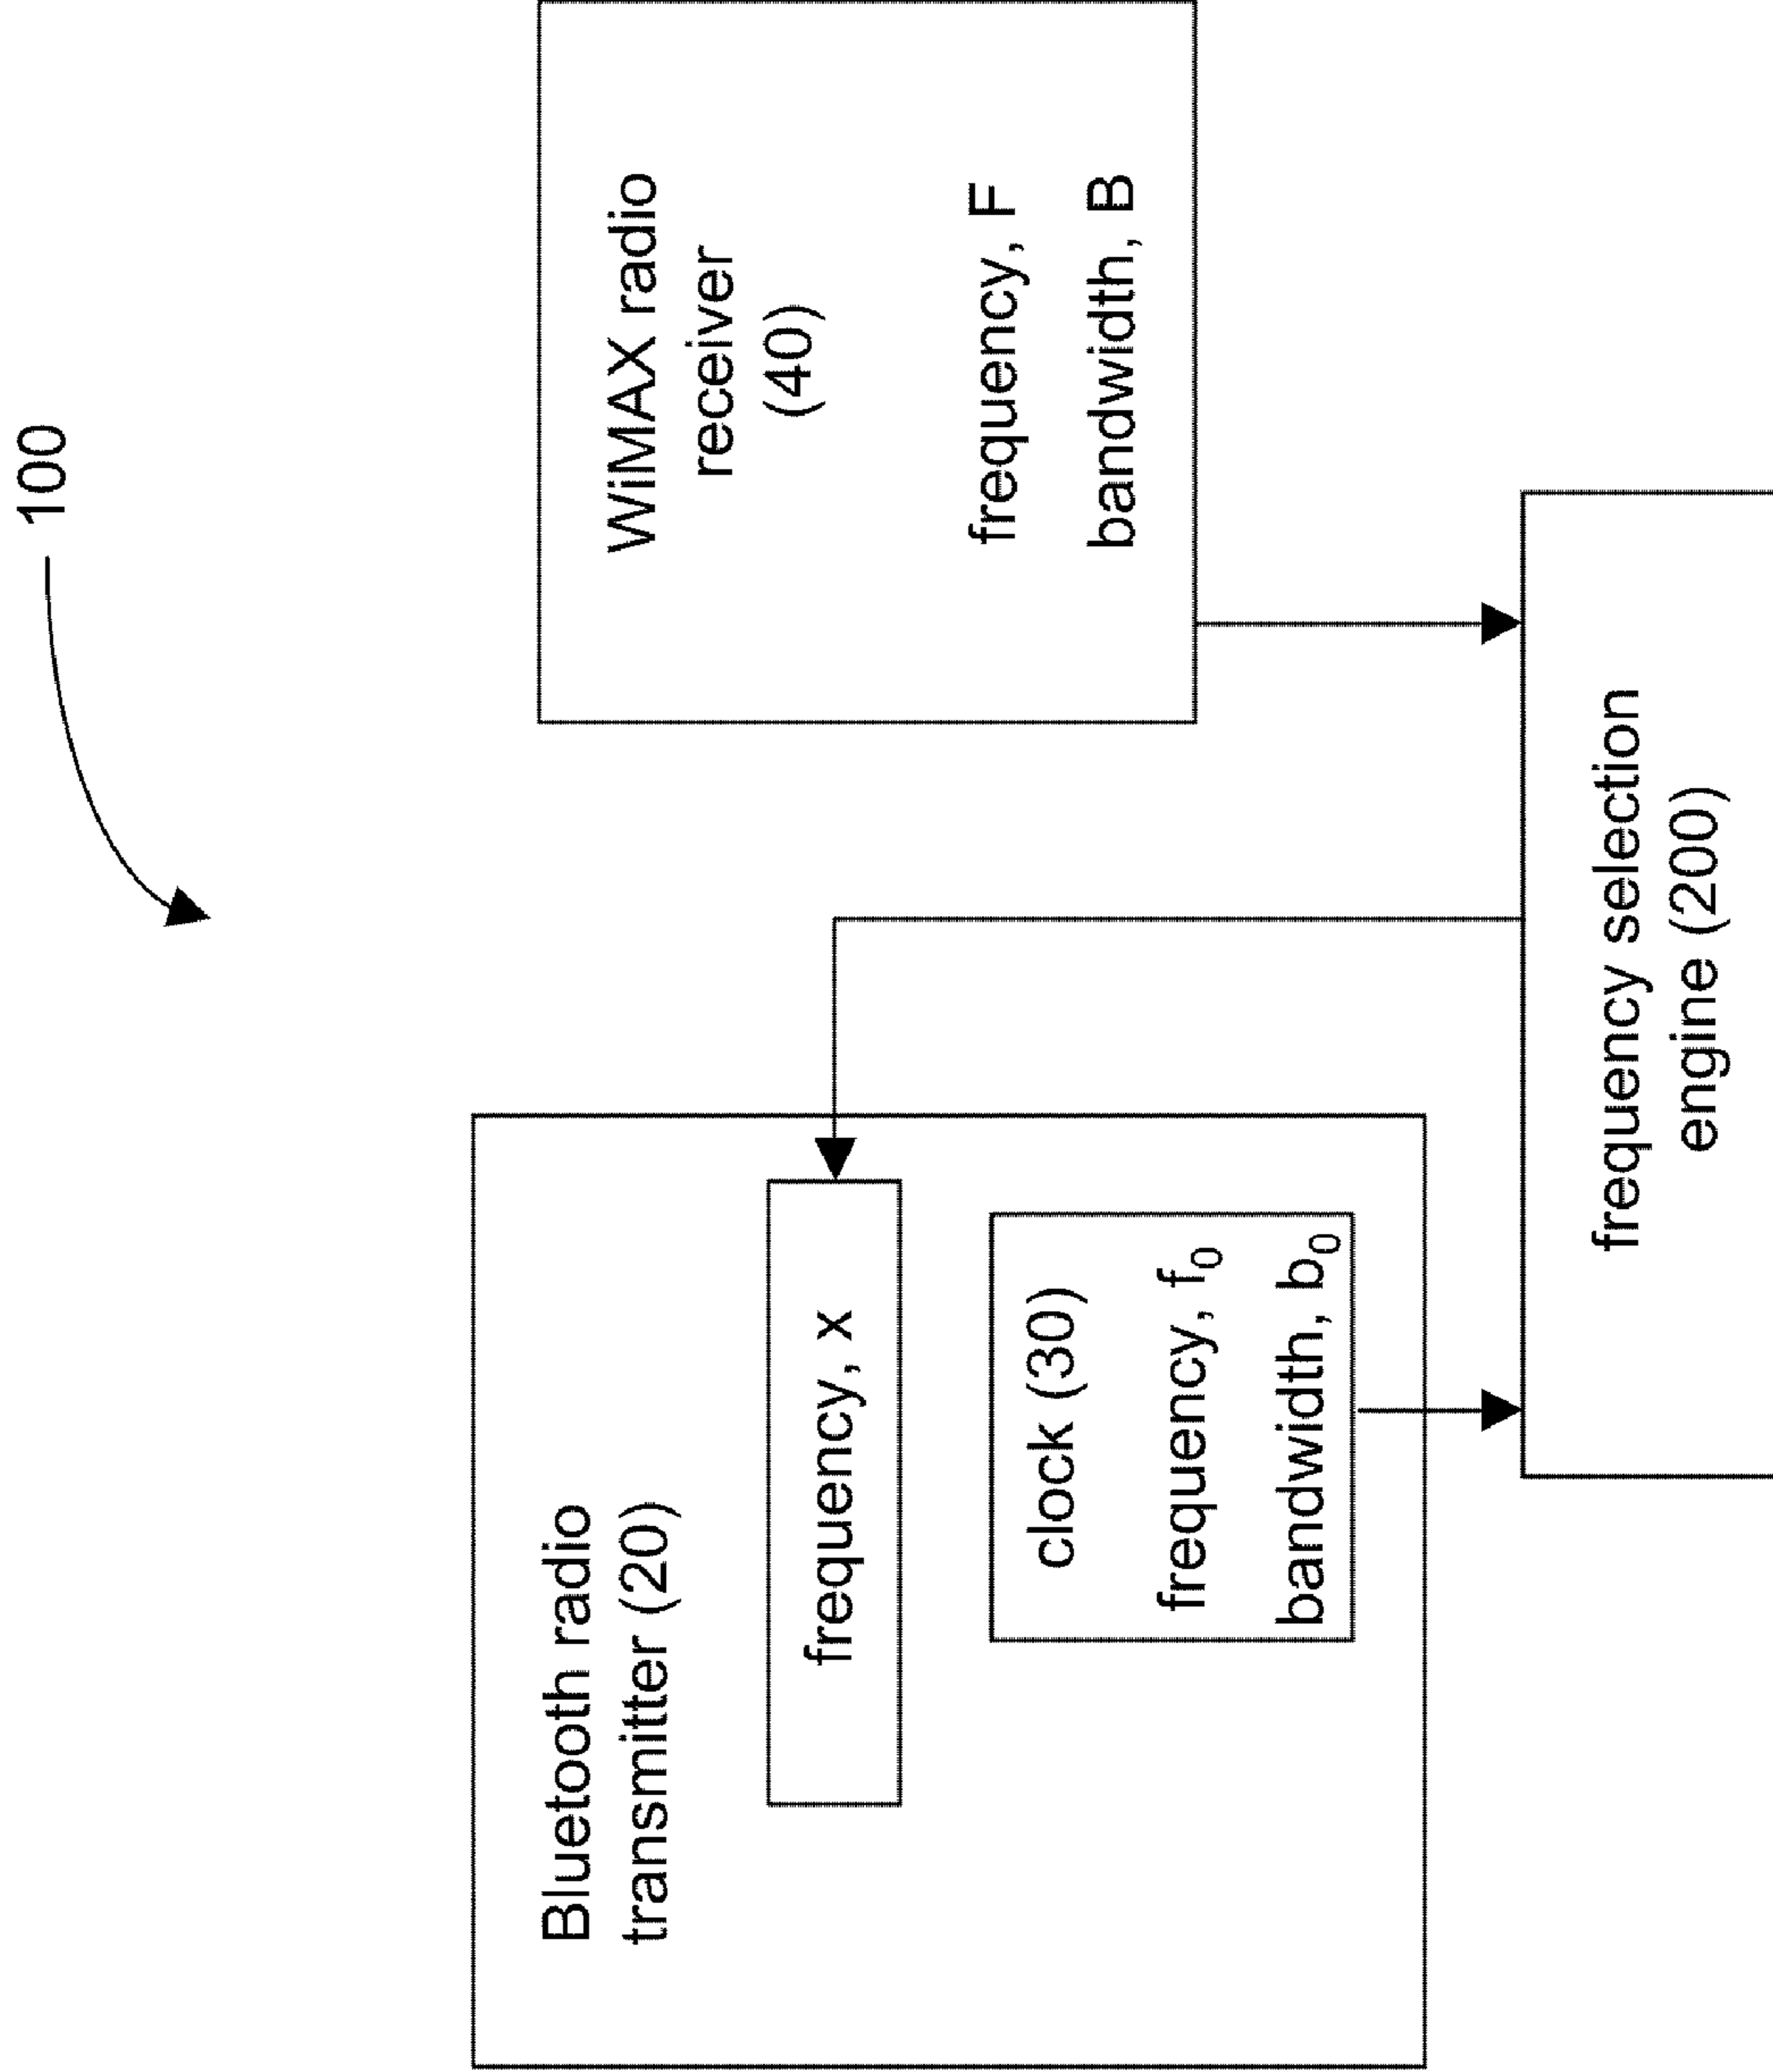 100
Bluetooth radio
transmitter (20)
frequency, x
clock (30)
frequency, f₀
bandwidth, b₀
WiMAX radio
receiver
(40)
frequency, F
bandwidth, B
frequency selection
engine (200)